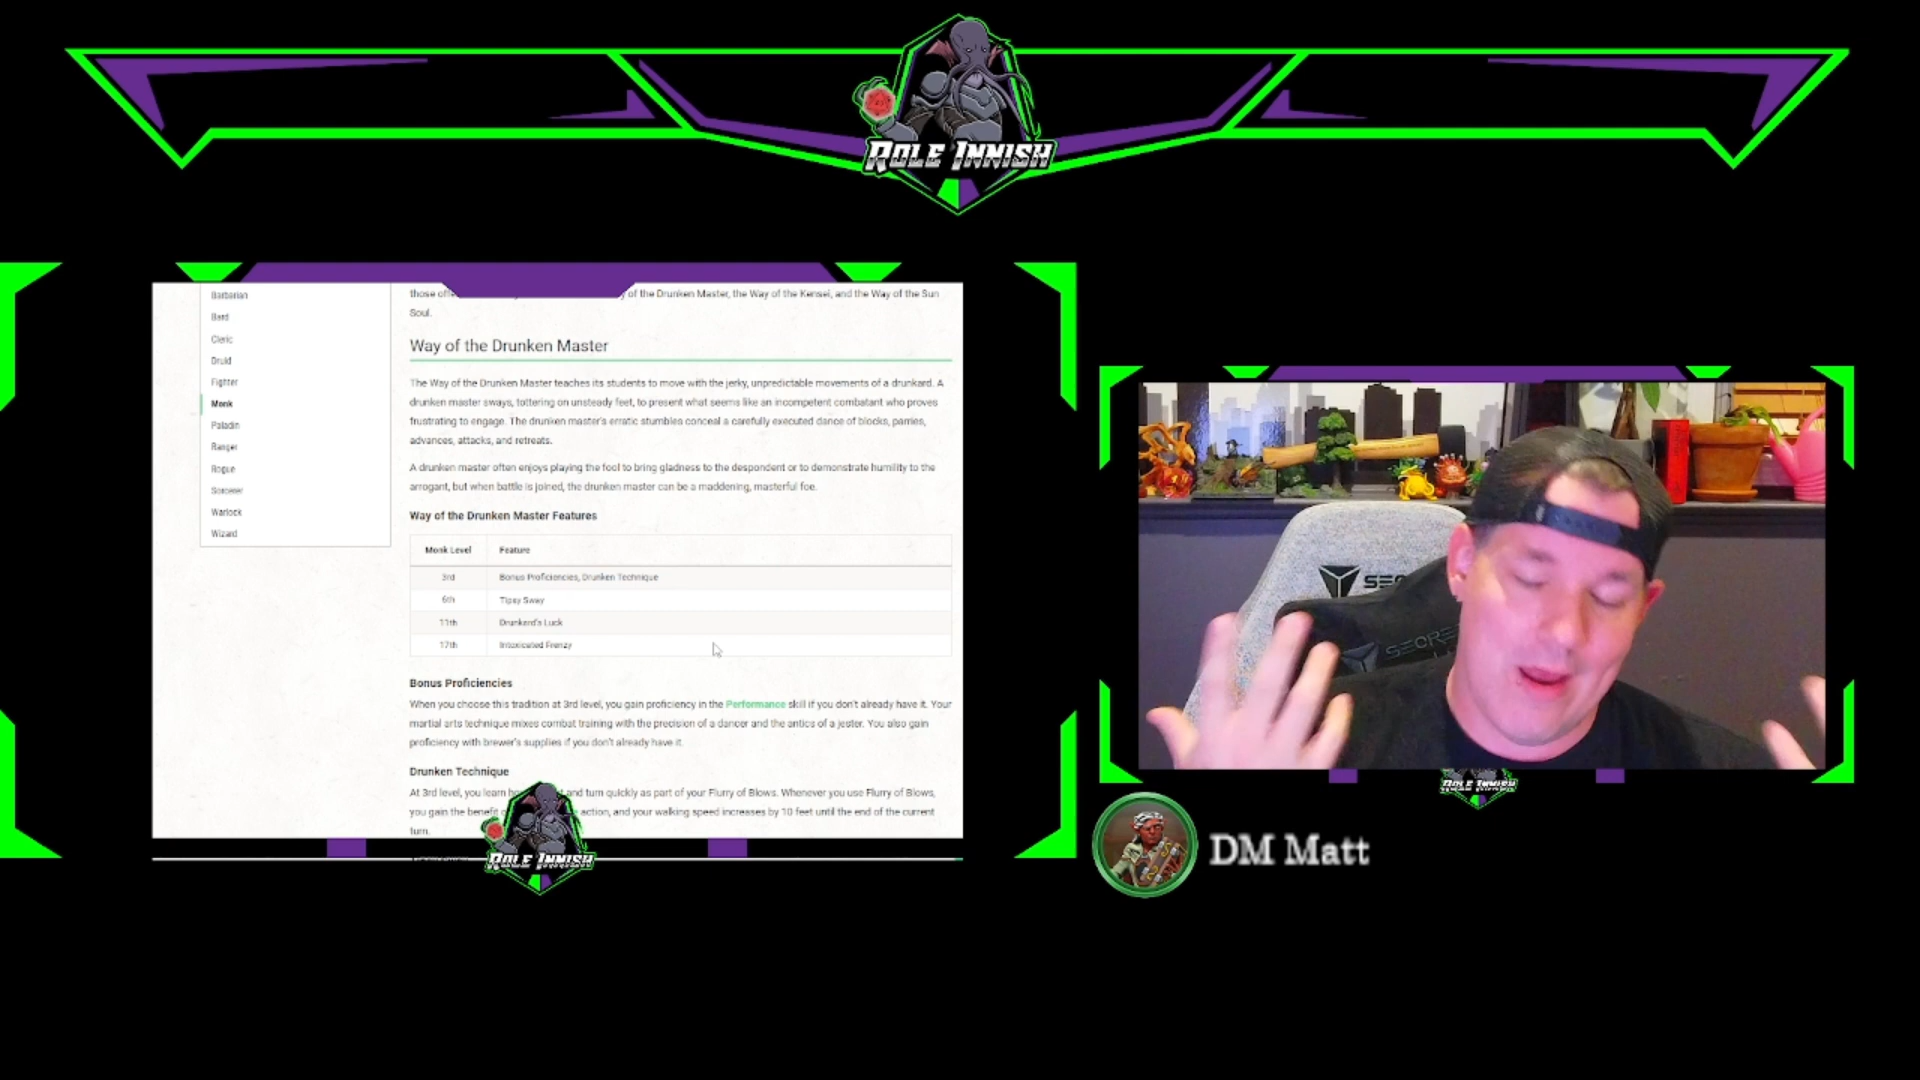 ROLE INNISH
Barbarian
Bard
Cleric
Druid
Fighter
Monk
Paladin
Ranger
Rogue
Sorcerer
Warlock
Wizard
those of the Drunken Master, the Way of the Kensei, and the Way of the Sun
Soul.
Way of the Drunken Master
The Way of the Drunken Master teaches its students to move with the jerky, unpredictable movements of a drunkard. A
drunken master sways, tottering on unsteady feet, to present what seems like an incompetent combatant who proves
frustrating to engage. The drunken master's erratic stumbles conceal a carefully executed dance of blocks, parries,
advances, attacks, and retreats.
A drunken master often enjoys playing the fool to bring gladness to the despondent or to demonstrate humility to the
arrogant, but when battle is joined, the drunken master can be a maddening, masterful foe.
Way of the Drunken Master Features
Monk Level Feature
3rd Bonus Proficiencies, Drunken Technique
6th Tipsy Sway
11th Drunkard's Luck
17th Intoxicated Frenzy
Bonus Proficiencies
When you choose this tradition at 3rd level, you gain proficiency in the Performance skill if you don't already have it. Your
martial arts technique mixes combat training with the precision of a dancer and the antics of a jester. You also gain
proficiency with brewer's supplies if you don't already have it.
Drunken Technique
At 3rd level, you learn and turn quickly as part of your Flurry of Blows. Whenever you use Flurry of Blows,
you gain the benefit action, and your walking speed increases by 10 feet until the end of the current
turn.
ROLE INNISH
SECRE
ROLE INNISH
DM Matt